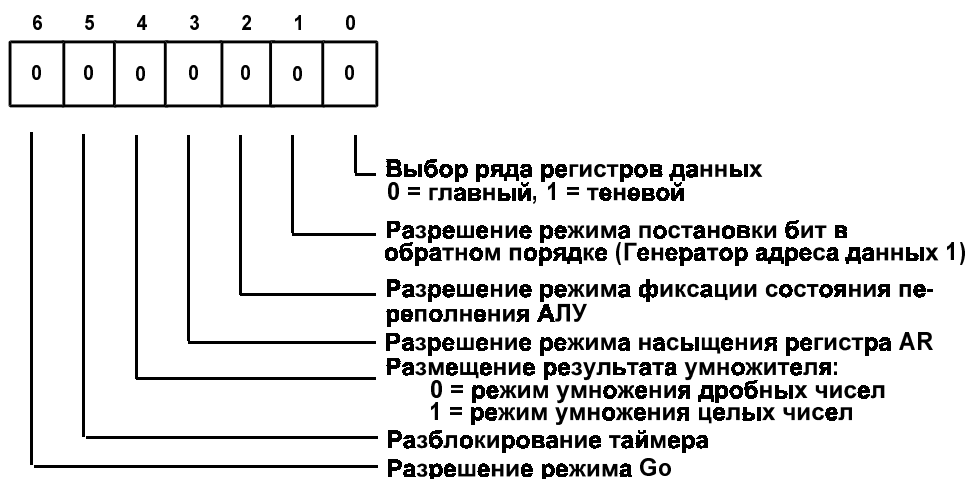 6 5 4 3 2 1 0
0 0 0 0 0 0 0
Выбор ряда регистров данных
0 = главный, 1 = теневой
Разрешение режима постановки бит в
обратном порядке (Генератор адреса данных 1)
Разрешение режима фиксации состояния пе-
реполнения АЛУ
Разрешение режима насыщения регистра AR
Размещение результата умножителя:
0 = режим умножения дробных чисел
1 = режим умножения целых чисел
Разблокирование таймера
Разрешение режима Go